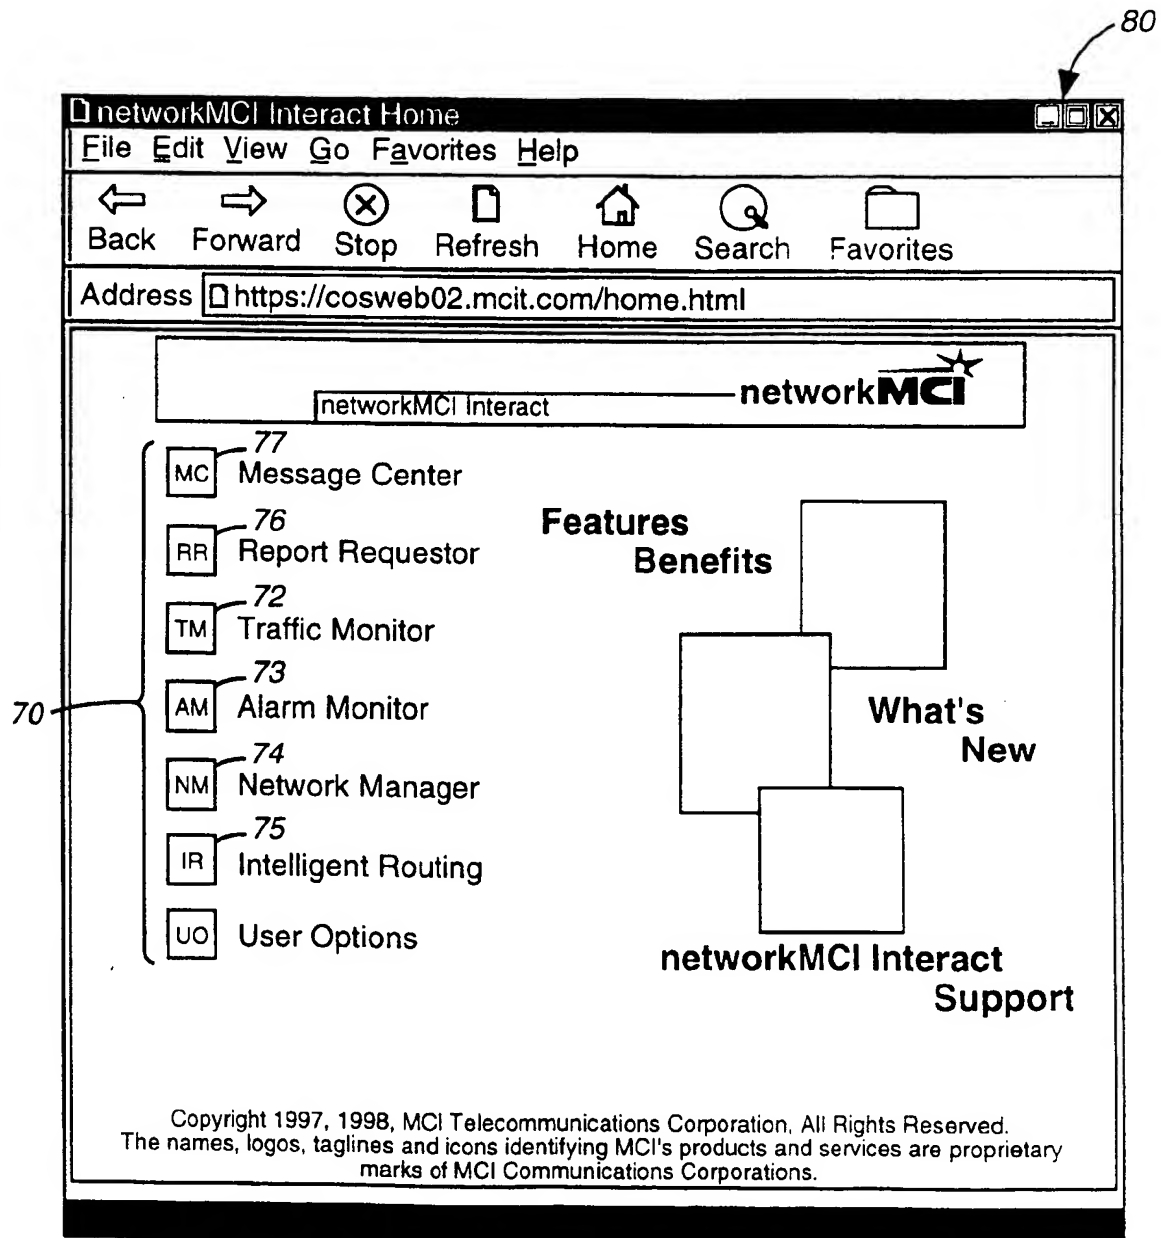 80
networkMCI Interact Home
File Edit View Go Favorites Help
Back Forward Stop Refresh Home Search Favorites
Address https://cosweb02.mcit.com/home.html
networkMCI Interact
networkMCI
70
MC 77 Message Center
RR 76 Report Requestor
TM 72 Traffic Monitor
AM 73 Alarm Monitor
NM 74 Network Manager
IR 75 Intelligent Routing
UO User Options
Features
Benefits
What's
New
networkMCI Interact
Support
Copyright 1997, 1998, MCI Telecommunications Corporation, All Rights Reserved.
The names, logos, taglines and icons identifying MCI's products and services are proprietary
marks of MCI Communications Corporations.